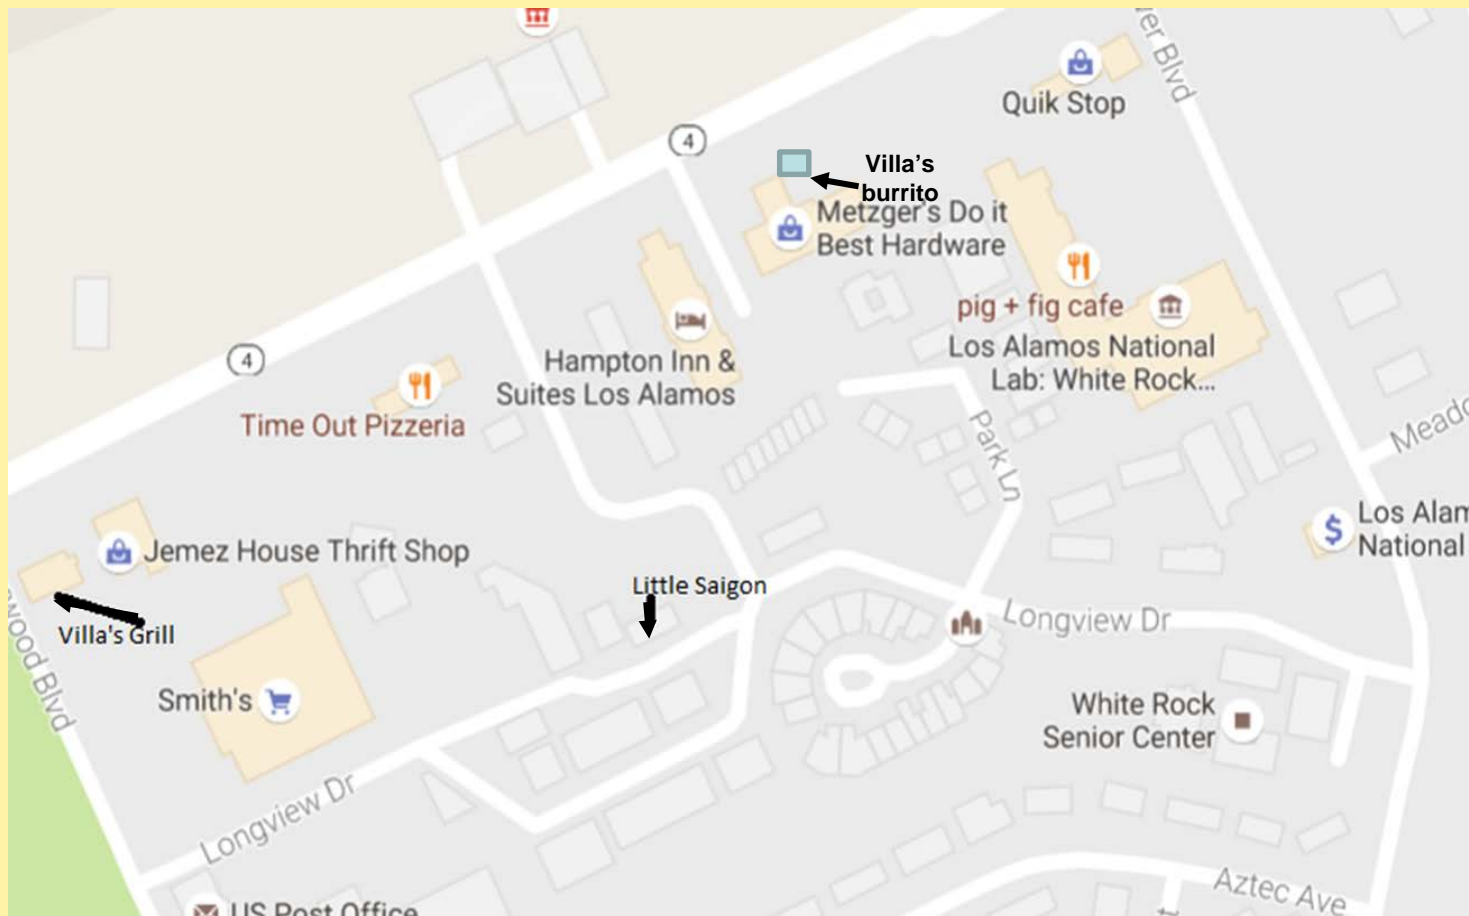 ver Blvd
Quik Stop
4
Villa's
burrito
Metzger's Do it
Best Hardware
pig + fig cafe
Los Alamos National
Lab: White Rock...
Hampton Inn &
Suites Los Alamos
4
Time Out Pizzeria
Park Ln
Meado
Los Alam
National
Jemez House Thrift Shop
Little Saigon
Villa's Grill
wood Blvd
Longview Dr
Smith's
White Rock
Senior Center
Longview Dr
Aztec Ave
US Post Office